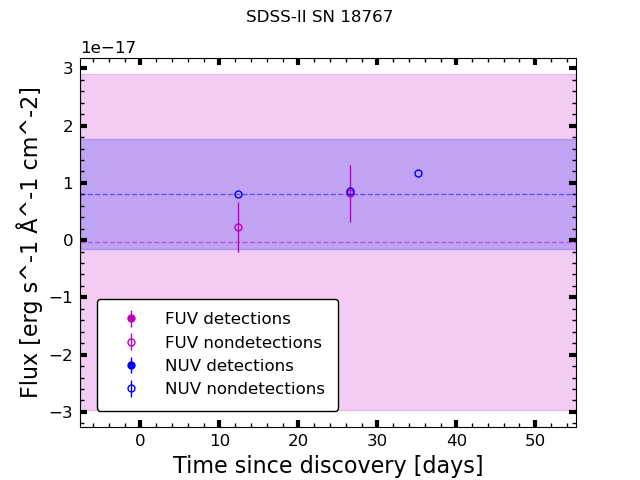 SDSS-II SN 18767
1e−17
3
2
1
0
−1
−2
−3
Flux [erg s^-1 Å^-1 cm^-2]
FUV detections
FUV nondetections
NUV detections
NUV nondetections
0 10 20 30 40 50
Time since discovery [days]